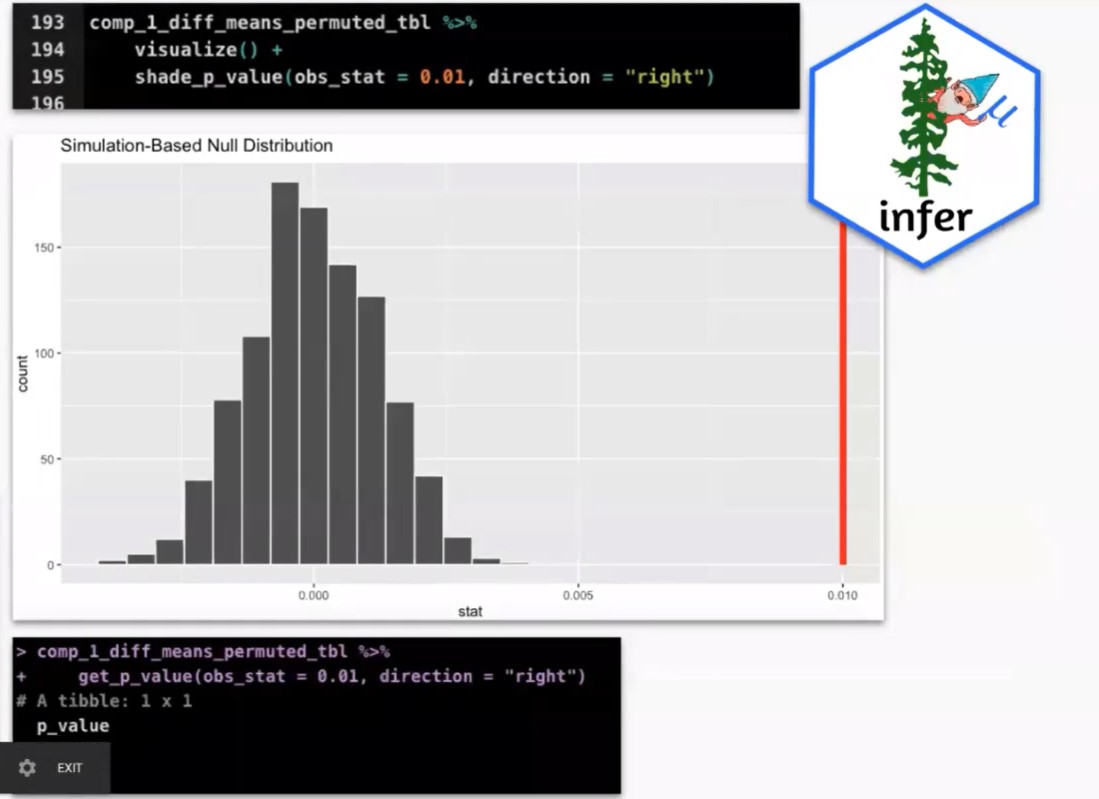 193 comp_1_diff_means_permuted_tbl %>%
194 visualize() +
195 shade_p_value(obs_stat = 0.01, direction = "right")
196
μ
infer
Simulation-Based Null Distribution
150
100
50
0
count
0.000 0.005 0.010
stat
> comp_1_diff_means_permuted_tbl %>%
+ get_p_value(obs_stat = 0.01, direction = "right")
# A tibble: 1 x 1
p_value
EXIT